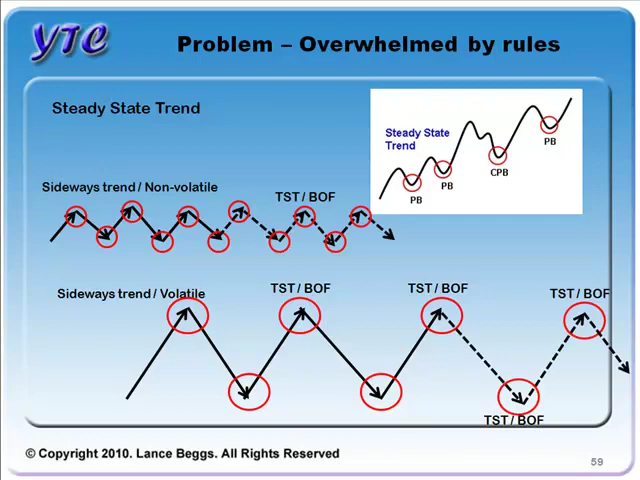 YTC
Problem – Overwhelmed by rules
Steady State Trend
Steady State
Trend
PB
PB
CPB
PB
Sideways trend / Non-volatile
TST / BOF
Sideways trend / Volatile
TST / BOF
TST / BOF
TST / BOF
TST / BOF
© Copyright 2010. Lance Beggs. All Rights Reserved
59